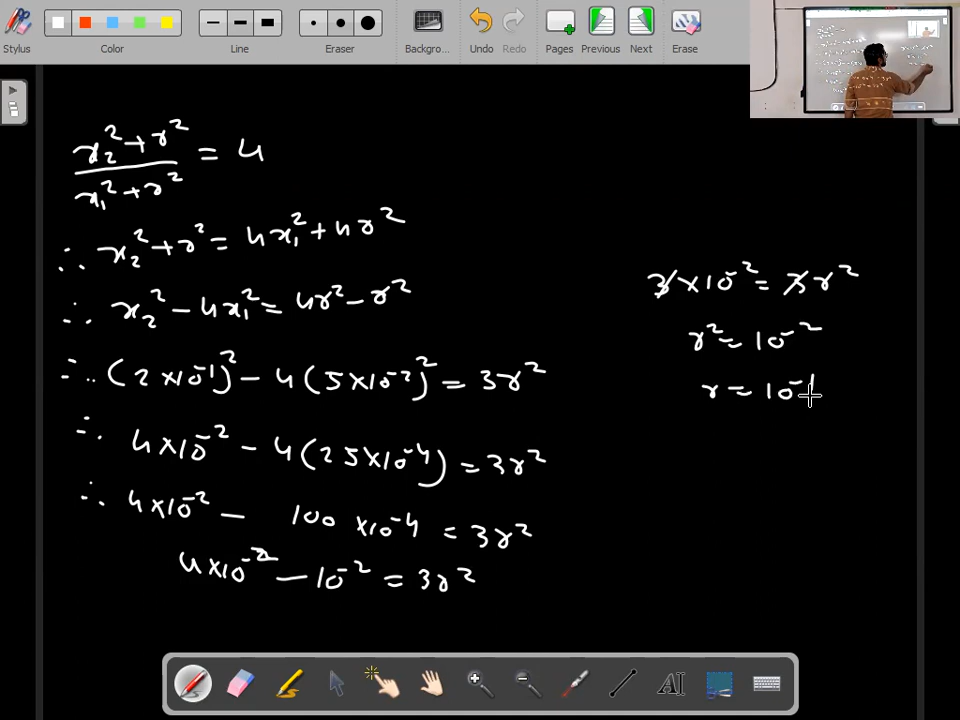 Stylus
Color
Line
Eraser
Backgro...
Undo
Redo
Pages
Previous
Next
Erase
(x₂² + r²)/(x₁² + r²) = 4
∴ x₂² + r² = 4x₁² + 4r²
∴ x₂² - 4x₁² = 4r² - r²
∴ (2×10⁻¹)² - 4(5×10⁻²)² = 3r²
∴ 4×10⁻² - 4(25×10⁻⁴) = 3r²
∴ 4×10⁻² - 100×10⁻⁴ = 3r²
4×10⁻² - 10⁻² = 3r²
3×10⁻² = 3r²
r² = 10⁻²
r = 10⁻¹
AI